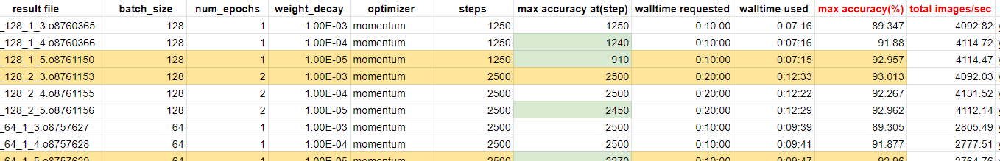 result file batch_size num_epochs weight_decay optimizer steps max accuracy at(step) walltime requested walltime used max accuracy(%) total images/sec
_128_1_3.o8760365 128 1 1.00E-03 momentum 1250 1250 0:10:00 0:07:16 89.347 4092.82
_128_1_4.o8760366 128 1 1.00E-04 momentum 1250 1240 0:10:00 0:07:16 91.88 4114.72
_128_1_5.o8761150 128 1 1.00E-05 momentum 1250 910 0:10:00 0:07:15 92.957 4114.47
_128_2_3.o8761153 128 2 1.00E-03 momentum 2500 2500 0:20:00 0:12:33 93.013 4092.03
_128_2_4.o8761155 128 2 1.00E-04 momentum 2500 2500 0:20:00 0:12:22 92.267 4131.52
_128_2_5.o8761156 128 2 1.00E-05 momentum 2500 2450 0:20:00 0:12:29 92.962 4112.14
_64_1_3.o8757627 64 1 1.00E-03 momentum 2500 2500 0:10:00 0:09:39 89.305 2805.49
_64_1_4.o8757628 64 1 1.00E-04 momentum 2500 2500 0:10:00 0:09:41 91.877 2777.51
_64_1_5.o8757629 64 1 1.00E-05 momentum 2500 2270 0:10:00 0:09:47 92.96 2764.76